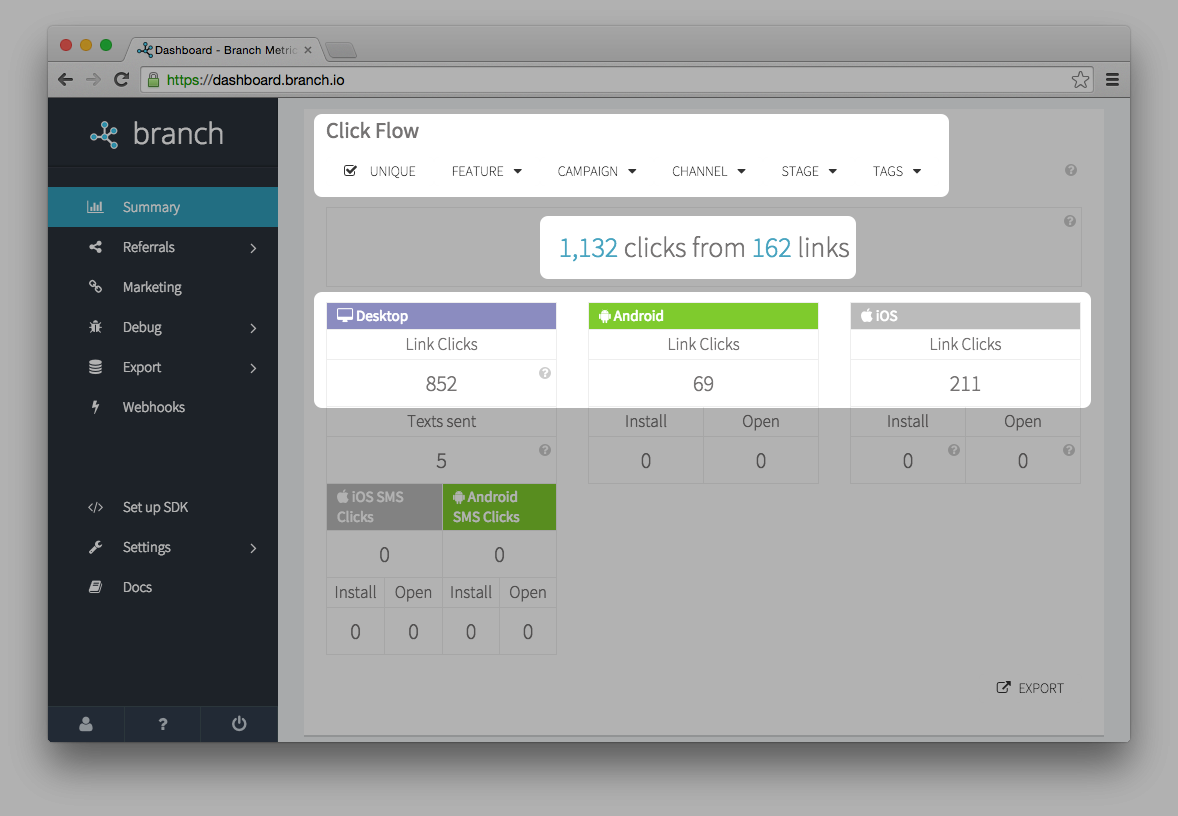 Dashboard - Branch Metric
https://dashboard.branch.io
branch
Summary
Referrals
Marketing
Debug
Export
Webhooks
Set up SDK
Settings
Docs
?
Click Flow
UNIQUE FEATURE CAMPAIGN CHANNEL STAGE TAGS
?
?
1,132 clicks from 162 links
Desktop
Link Clicks
852
?
Texts sent
5
?
iOS SMS
Clicks
Android
SMS Clicks
0 0
Install Open Install Open
0 0 0 0
Android
Link Clicks
69
Install Open
0 0
iOS
Link Clicks
211
Install Open
0 ? 0 ?
EXPORT